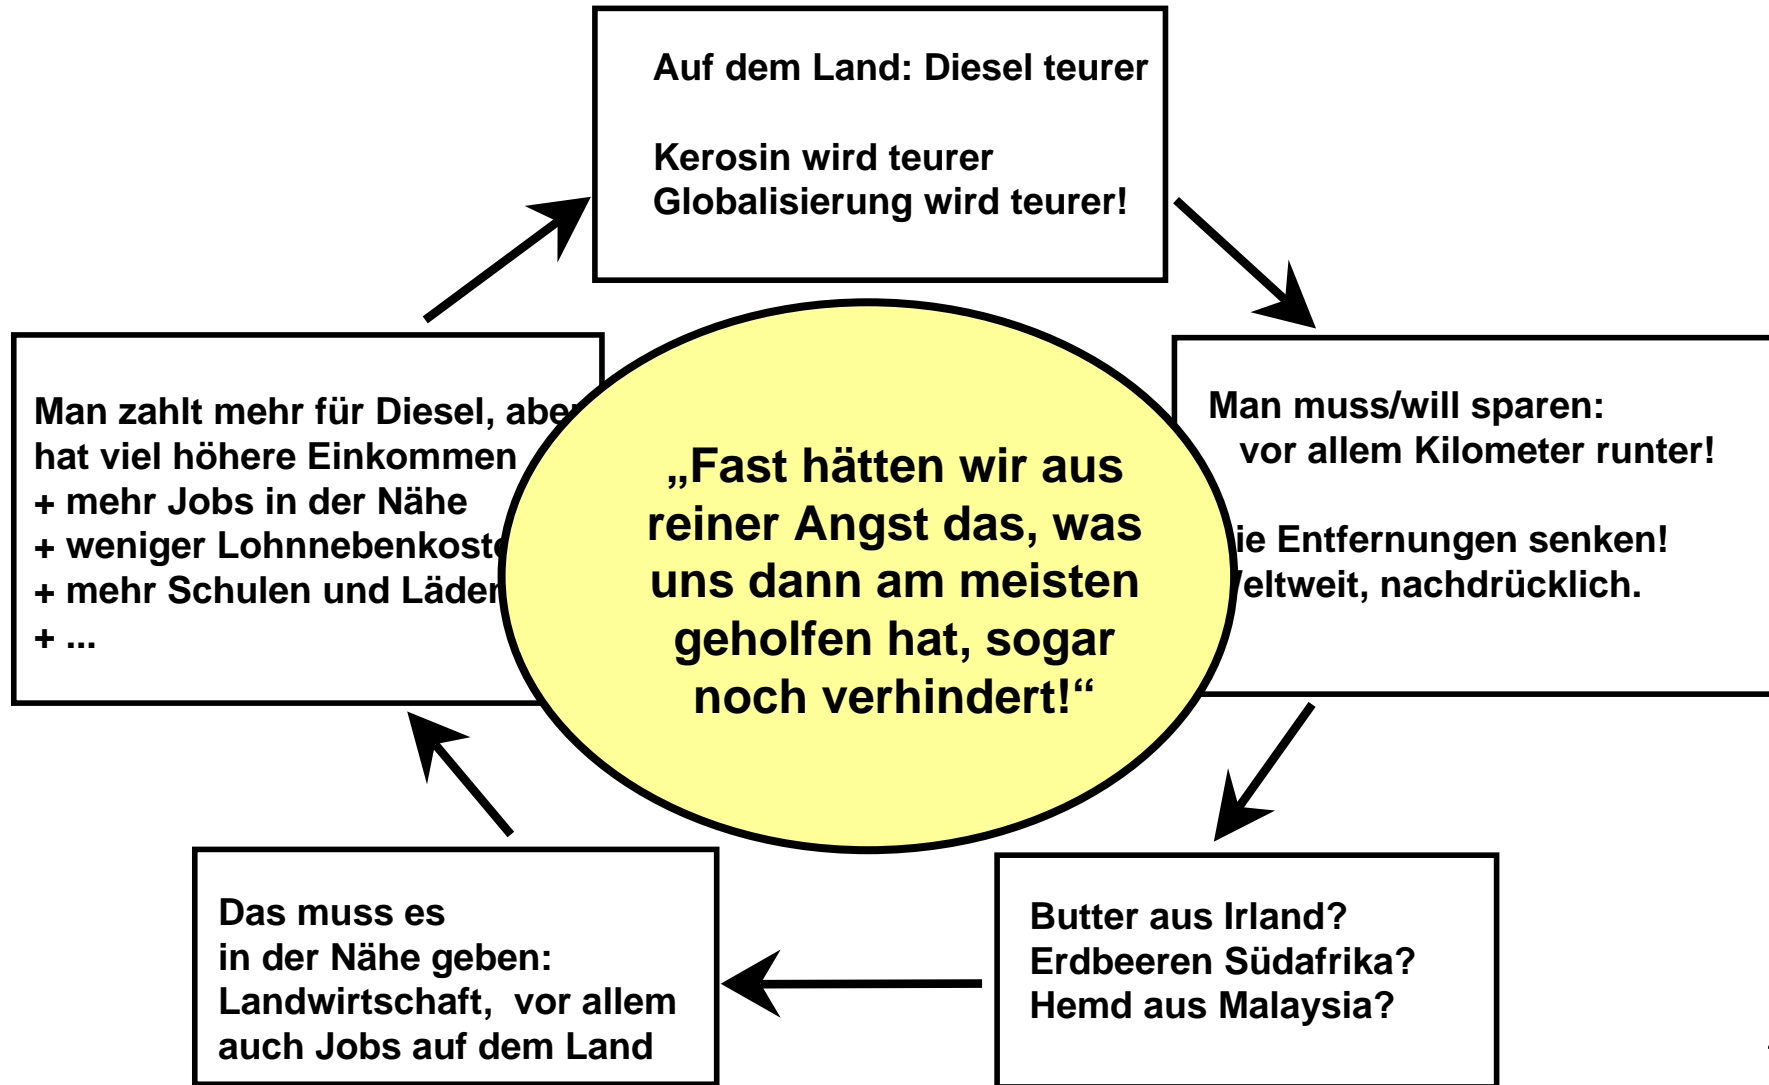 Auf dem Land: Diesel teurer
Kerosin wird teurer
Globalisierung wird teurer!
Man muss/will sparen:
vor allem Kilometer runter!
ie Entfernungen senken!
eltweit, nachdrücklich.
Butter aus Irland?
Erdbeeren Südafrika?
Hemd aus Malaysia?
Das muss es
in der Nähe geben:
Landwirtschaft, vor allem
auch Jobs auf dem Land
Man zahlt mehr für Diesel, aber
hat viel höhere Einkommen
+ mehr Jobs in der Nähe
+ weniger Lohnnebenkoste
+ mehr Schulen und Läden
+ ...
„Fast hätten wir aus
reiner Angst das, was
uns dann am meisten
geholfen hat, sogar
noch verhindert!“